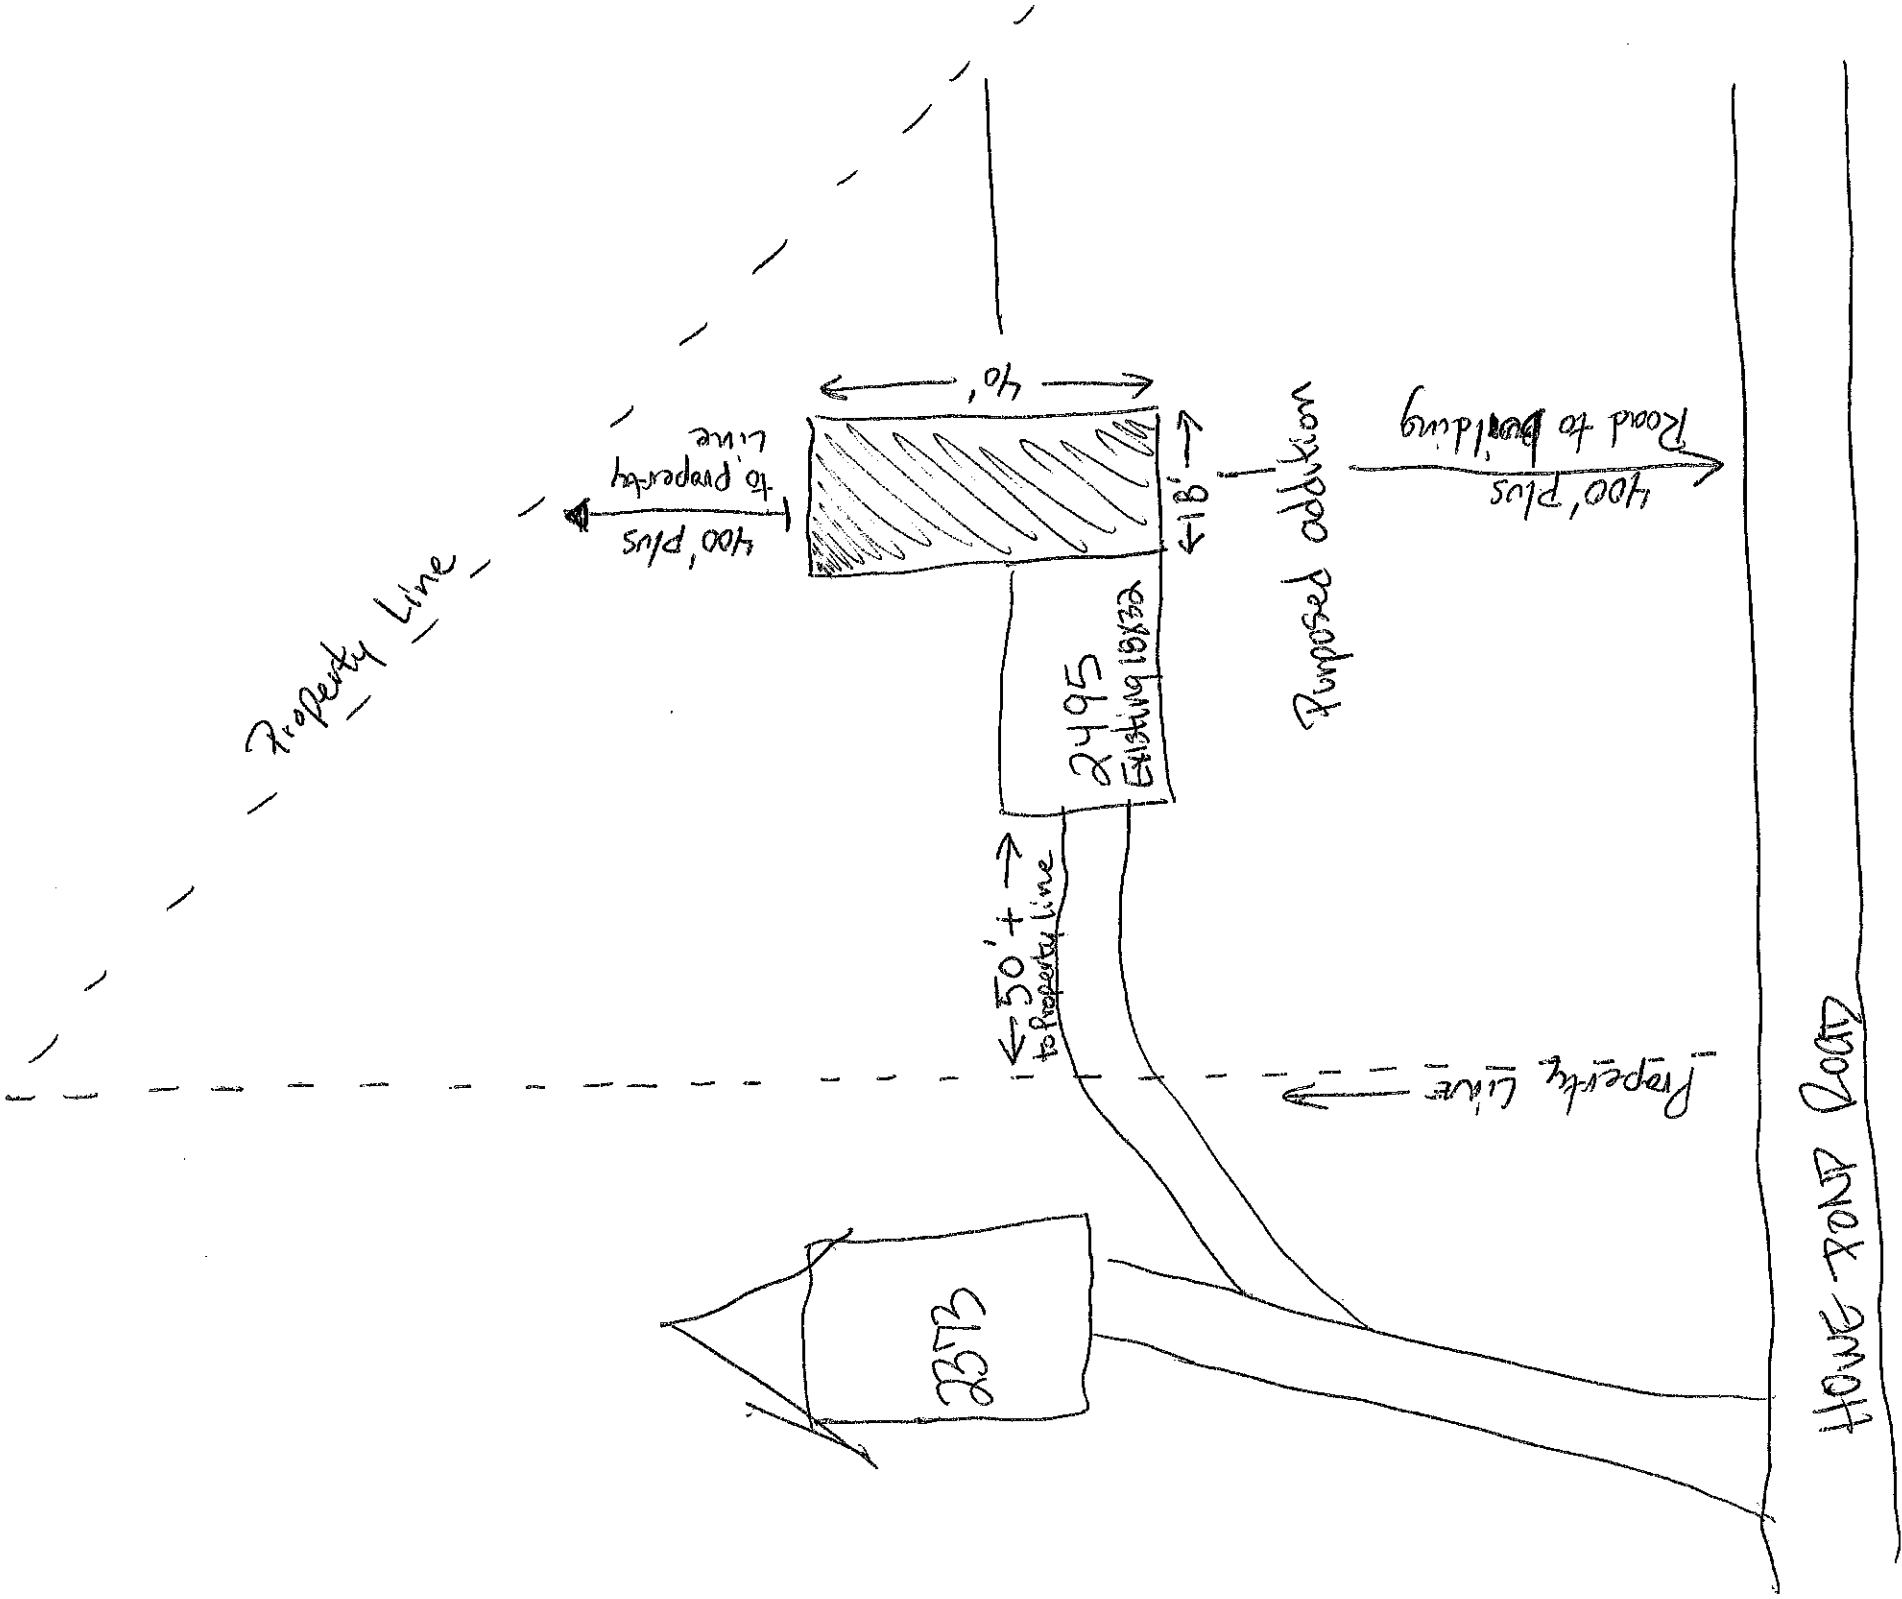 Property Line
400' Plus
to property
Line
40'
18'
Purposed addition
400' Plus
Road to building
2495
Existing 18x32
50' +
to Property line
Property Line
2373
HOWE POND ROAD